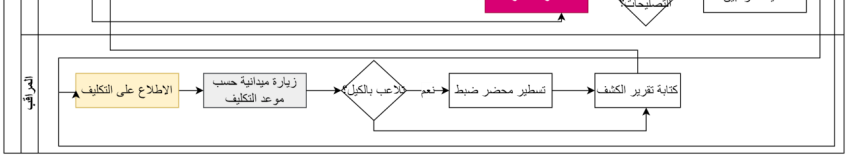 التصليحات؟
المراقب
الاطلاع على التكليف
زيارة ميدانية حسب
موعد التكليف
تلاعب بالكيل؟
نعم
تسطير محضر ضبط
كتابة تقرير الكشف